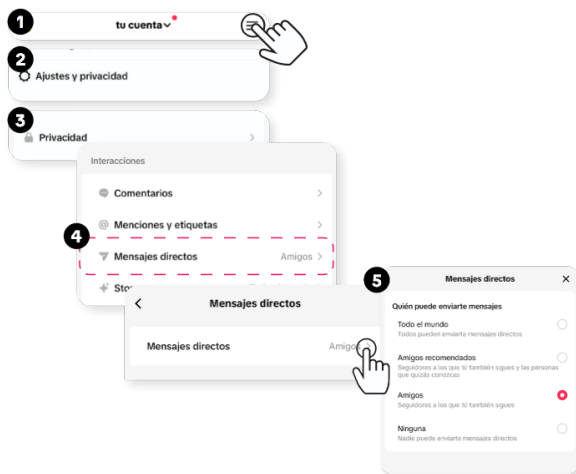 1
tu cuenta
2
Ajustes y privacidad
3
Privacidad
Interacciones
Comentarios
@ Menciones y etiquetas
4
Mensajes directos Amigos
Mensajes directos
Mensajes directos Amigos
5
Mensajes directos
Quién puede enviarte mensajes
Todo el mundo
Todos pueden enviarte mensajes directos
Amigos recomendados
Seguidores a los que tú también sigues y las personas
que quizás conozcas
Amigos
Seguidores a los que tú también sigues
Ninguna
Nadie puede enviarte mensajes directos